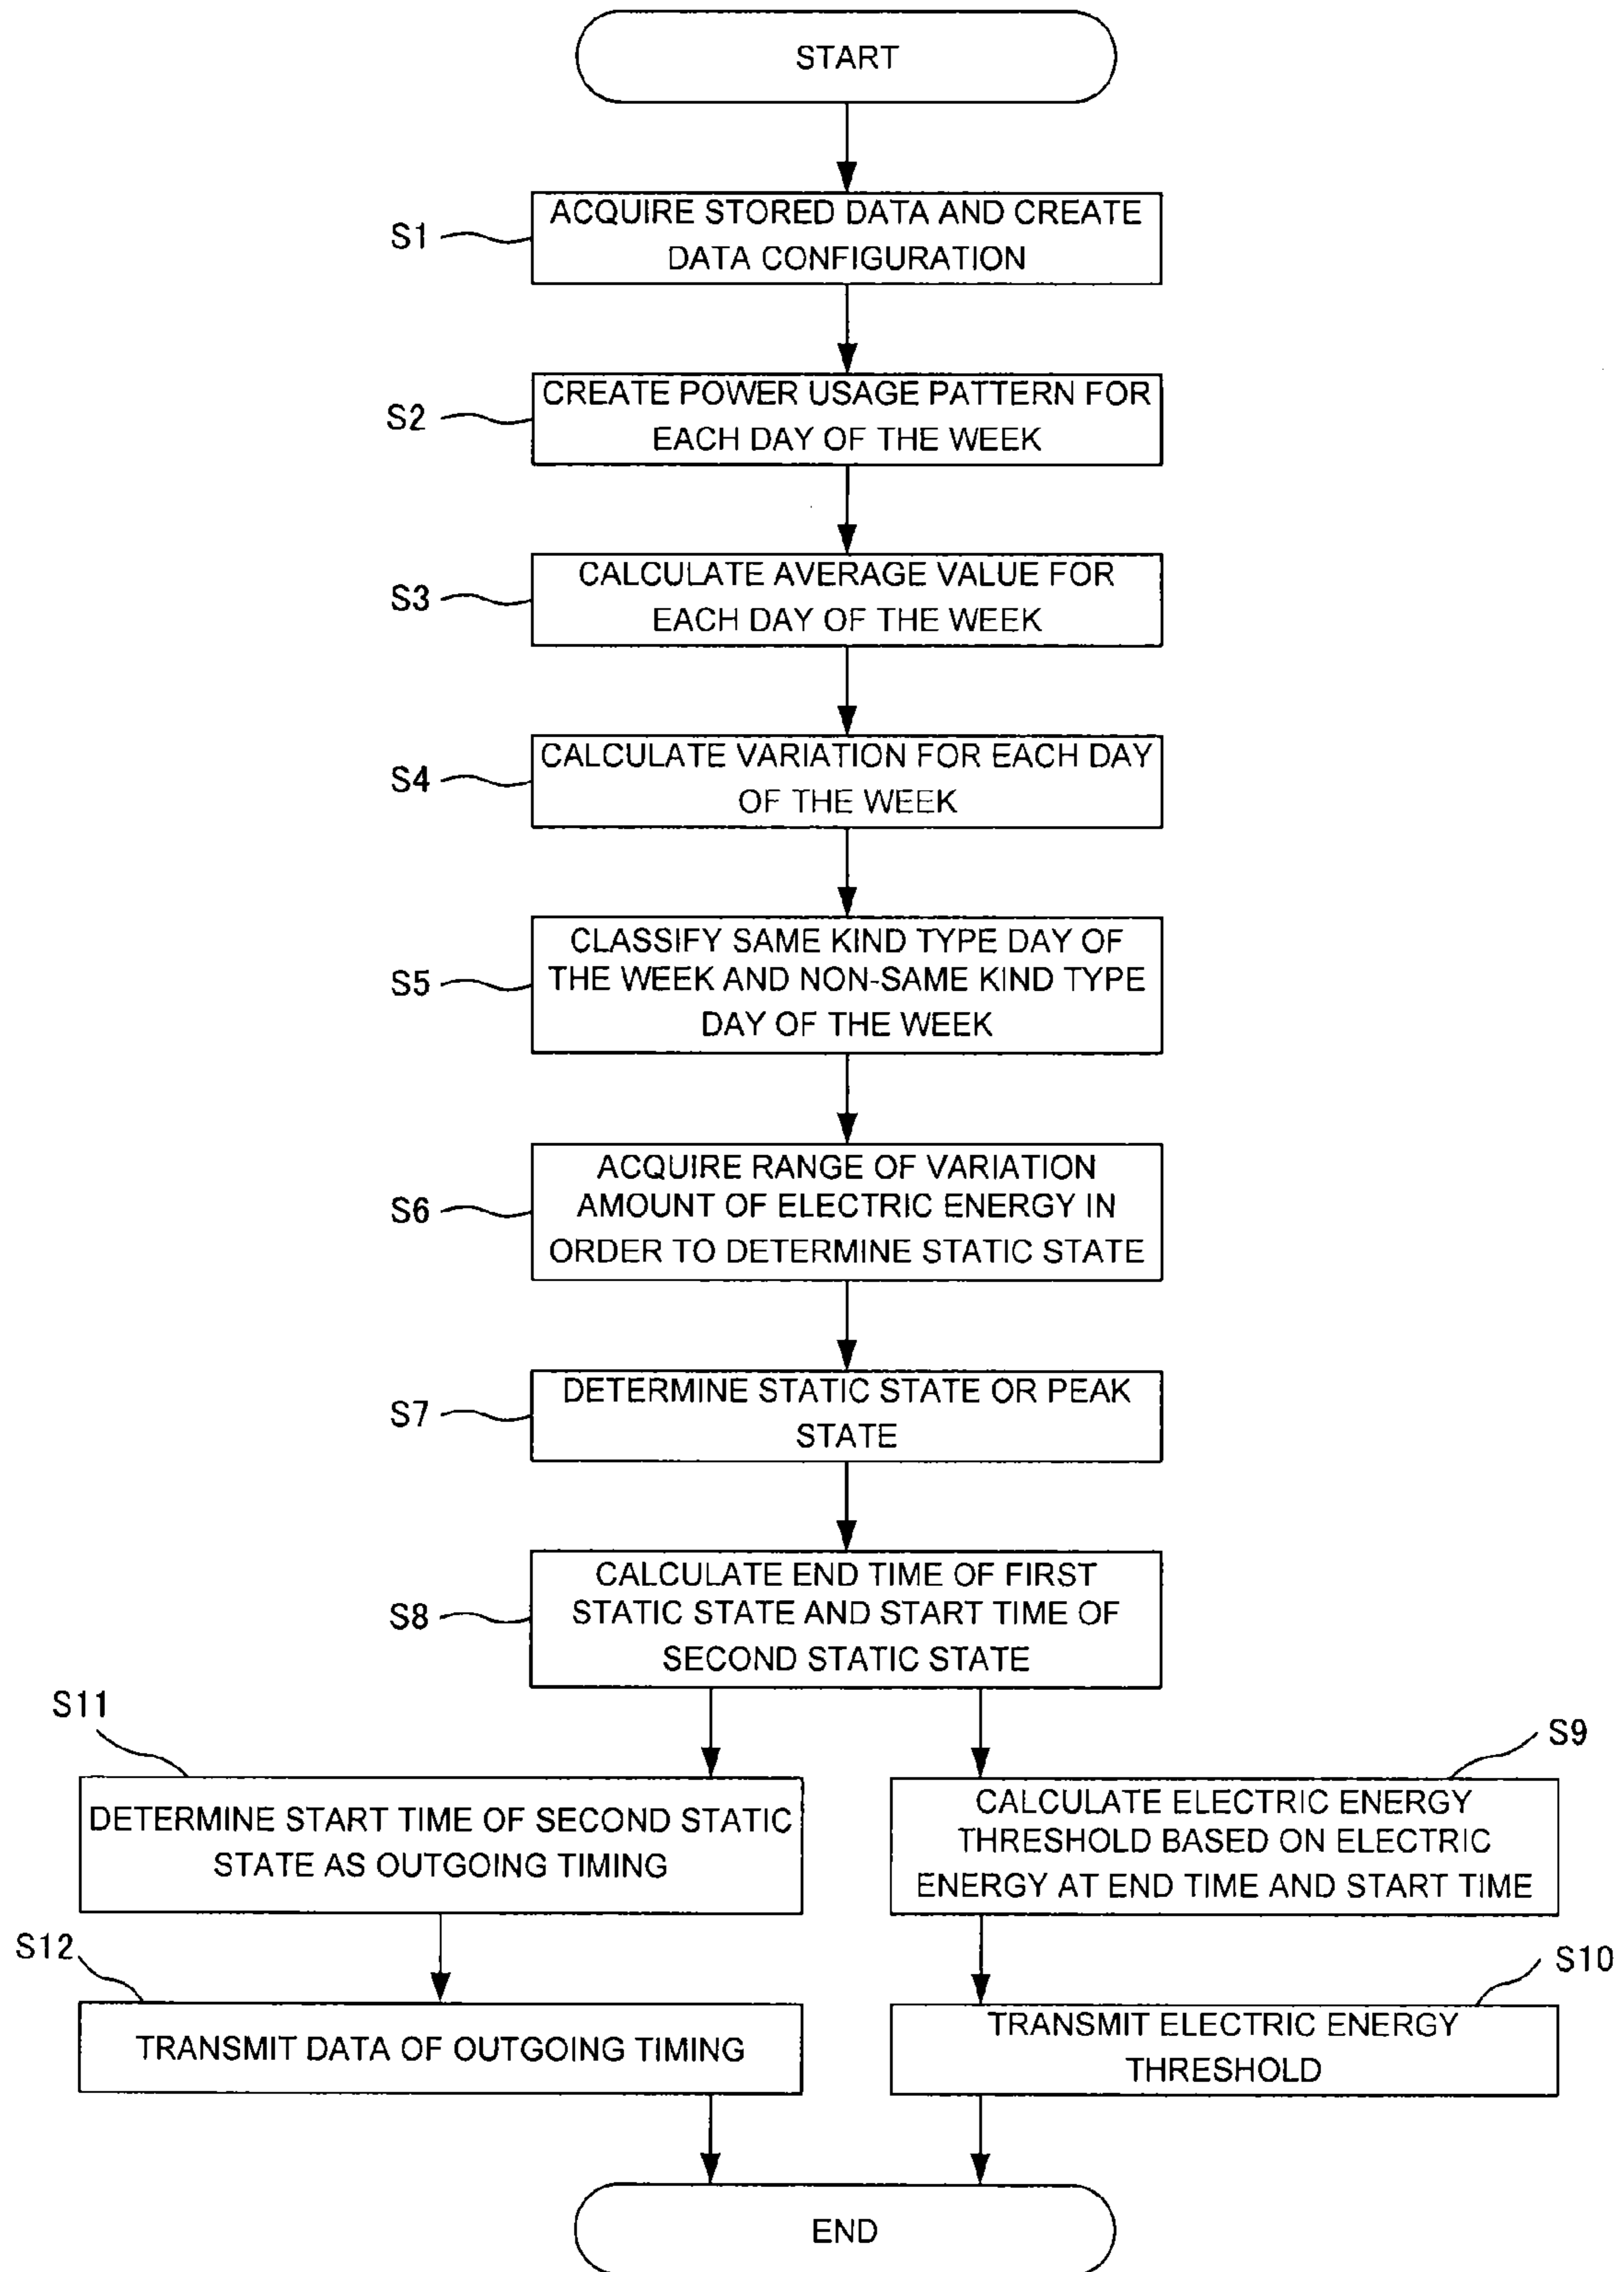 START
S1
ACQUIRE STORED DATA AND CREATE
DATA CONFIGURATION
S2
CREATE POWER USAGE PATTERN FOR
EACH DAY OF THE WEEK
S3
CALCULATE AVERAGE VALUE FOR
EACH DAY OF THE WEEK
S4
CALCULATE VARIATION FOR EACH DAY
OF THE WEEK
S5
CLASSIFY SAME KIND TYPE DAY OF
THE WEEK AND NON-SAME KIND TYPE
DAY OF THE WEEK
S6
ACQUIRE RANGE OF VARIATION
AMOUNT OF ELECTRIC ENERGY IN
ORDER TO DETERMINE STATIC STATE
S7
DETERMINE STATIC STATE OR PEAK
STATE
S8
CALCULATE END TIME OF FIRST
STATIC STATE AND START TIME OF
SECOND STATIC STATE
S11
DETERMINE START TIME OF SECOND STATIC
STATE AS OUTGOING TIMING
S9
CALCULATE ELECTRIC ENERGY
THRESHOLD BASED ON ELECTRIC
ENERGY AT END TIME AND START TIME
S12
TRANSMIT DATA OF OUTGOING TIMING
S10
TRANSMIT ELECTRIC ENERGY
THRESHOLD
END